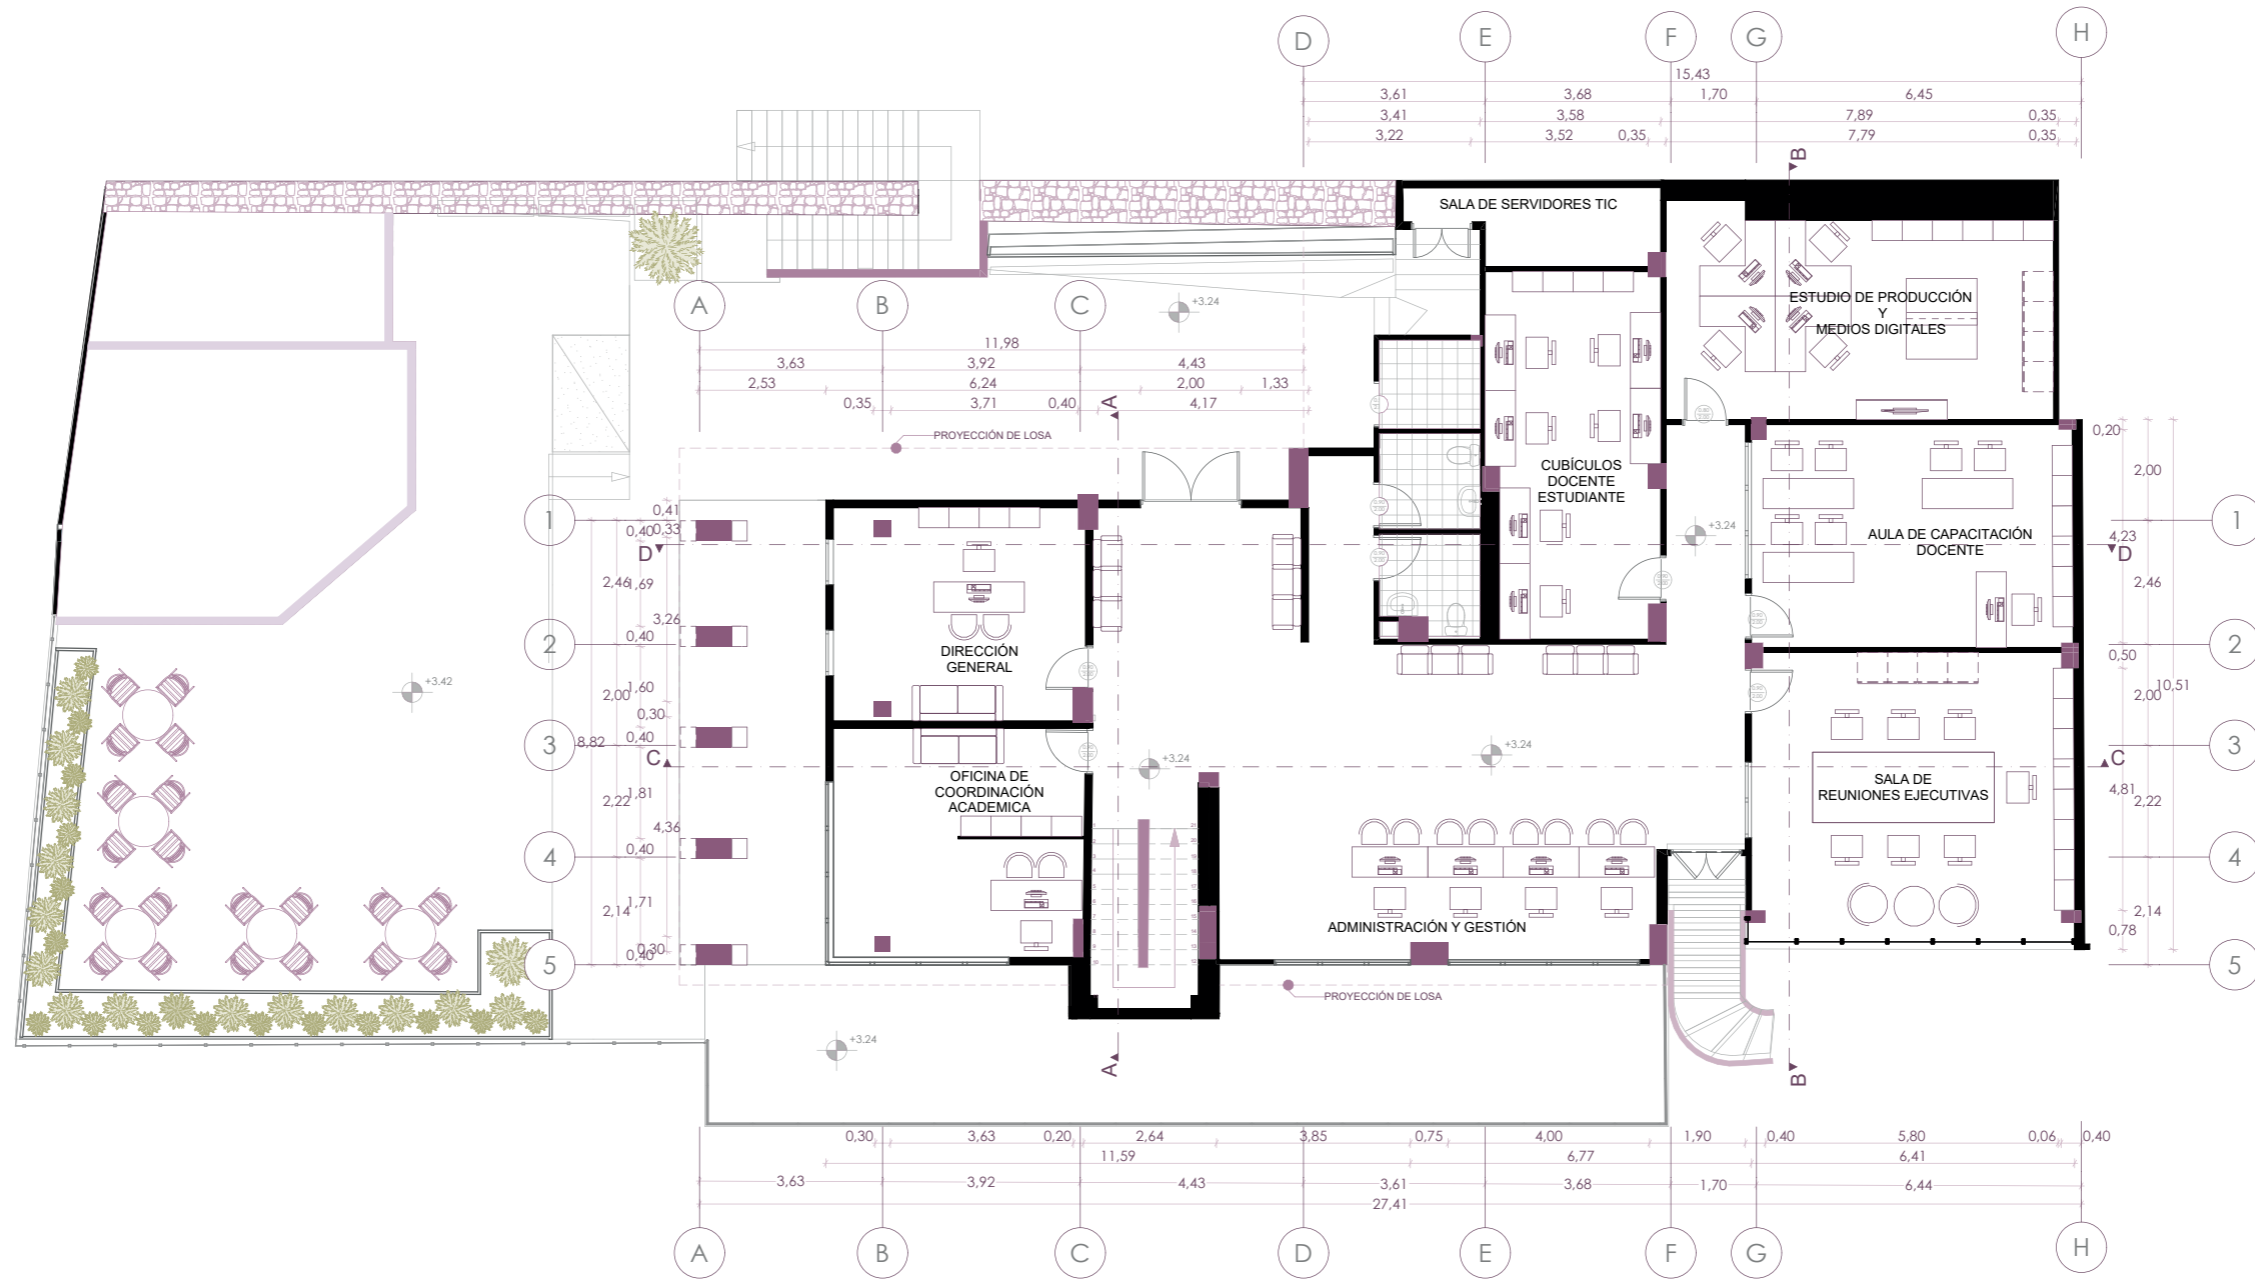 D E F G H
15,43
3,61 3,68 1,70 6,45
3,41 3,58 7,89 0,35
3,22 3,52 0,35 7,79 0,35
B
SALA DE SERVIDORES TIC
ESTUDIO DE PRODUCCIÓN
Y
MEDIOS DIGITALES
A B C
+3.24
11,98
3,63 3,92 4,43
2,53 6,24 2,00 1,33
0,35 3,71 0,40 4,17
A
PROYECCIÓN DE LOSA
CUBÍCULOS
DOCENTE
ESTUDIANTE
+3.24
AULA DE CAPACITACIÓN
DOCENTE
0,20
2,00
1
4,23
D
2,46
2
0,50
2,00
10,51
3
C
4,81
2,22
4
2,14
0,78
5
1
0,41
0,40
0,33
D
2,46
1,69
3,26
2
0,40
2,00
1,60
0,30
3
8,82
0,40
C
2,22
1,81
4,36
4
0,40
2,14
1,71
0,30
5
0,40
+3.42
DIRECCIÓN
GENERAL
OFICINA DE
COORDINACIÓN
ACADEMICA
+3.24
+3.24
SALA DE
REUNIONES EJECUTIVAS
ADMINISTRACIÓN Y GESTIÓN
PROYECCIÓN DE LOSA
+3.24
A
B
0,30 3,63 0,20 2,64 3,85 0,75 4,00 1,90 0,40 5,80 0,06 0,40
11,59 6,77 6,41
3,63 3,92 4,43 3,61 3,68 1,70 6,44
27,41
A B C D E F G H